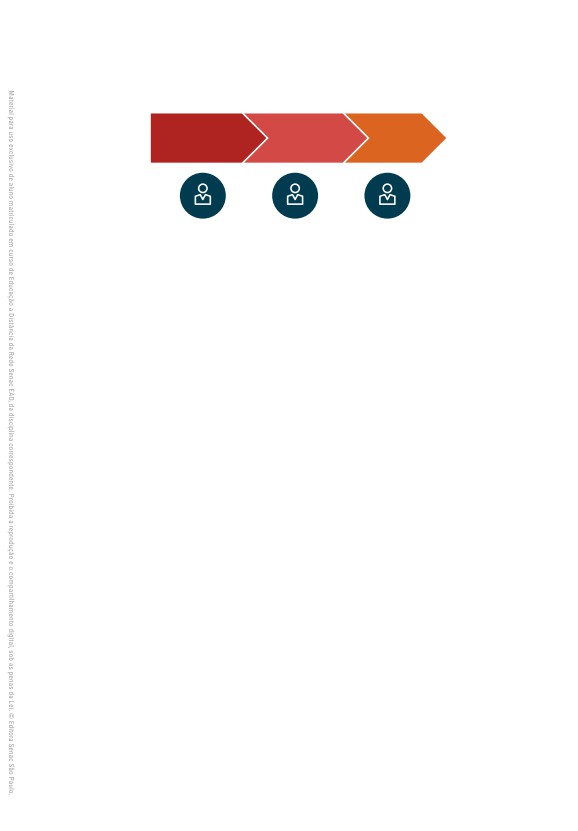 Material para uso exclusivo de aluno matriculado em curso de Educação a Distância da Rede Senac EAD, da disciplina correspondente. Proibida a reprodução e o compartilhamento digital, sob as penas da Lei. © Editora Senac São Paulo.